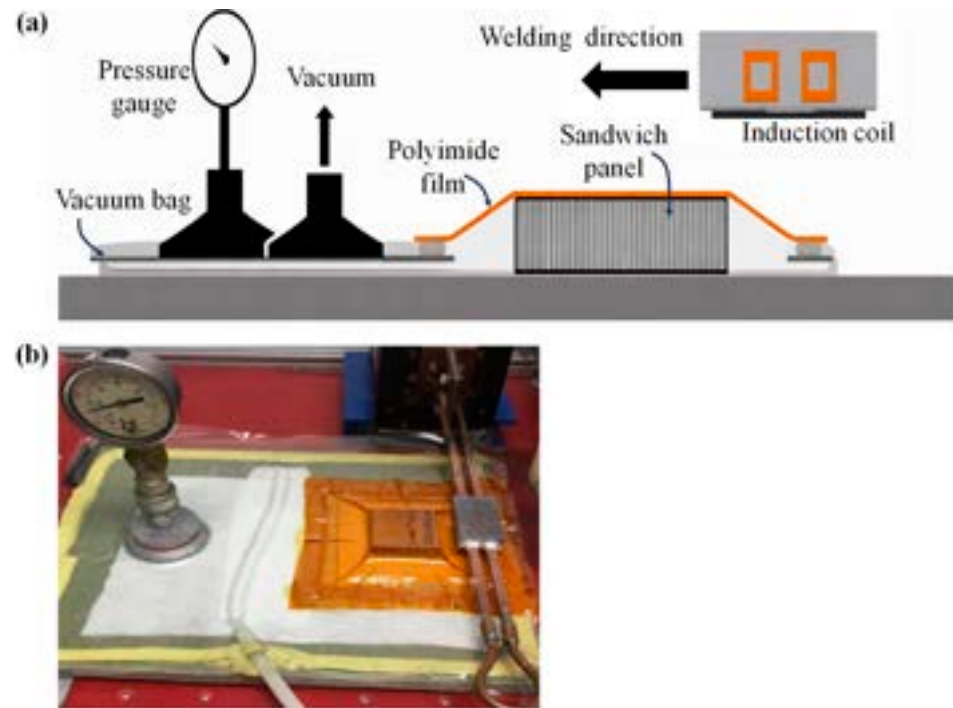 (a)
Pressure
gauge
Vacuum
Welding direction
Induction coil
Sandwich
panel
Polyimide
film
Vacuum bag
(b)